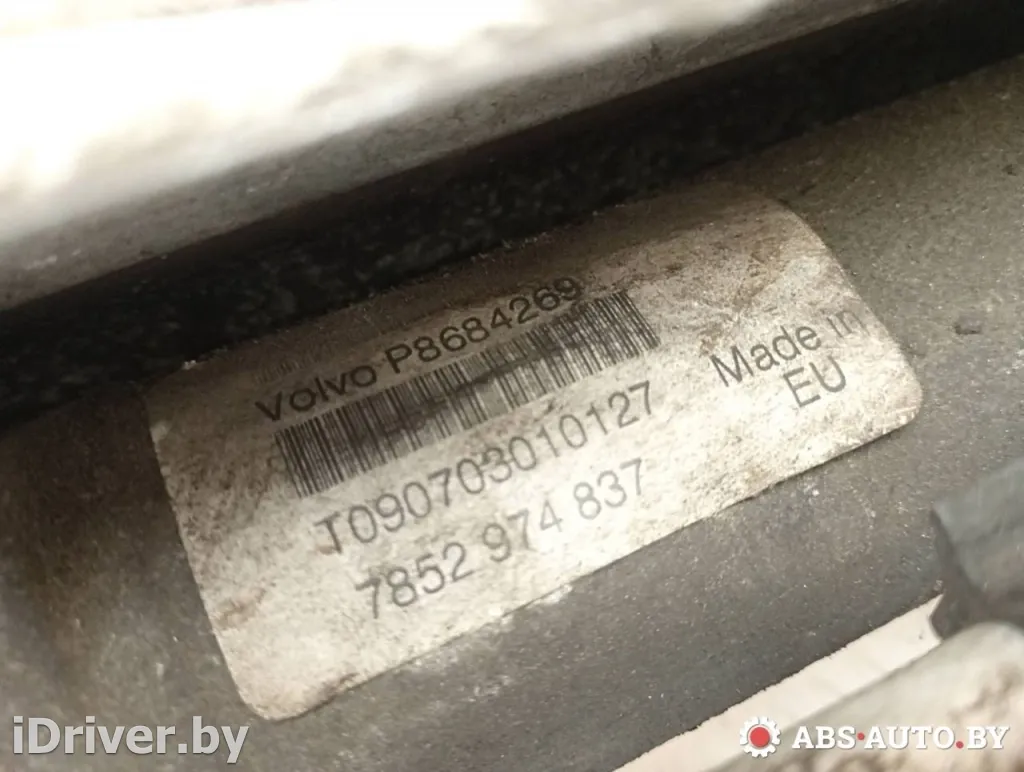 Volvo P8684269
T090703010127
7852 974 837
Made in
EU
iDriver.by
ABS-AUTO.BY